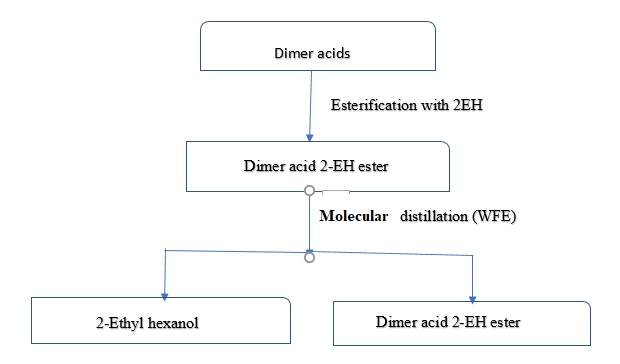 Dimer acids
Esterification with 2EH
Dimer acid 2-EH ester
Molecular distillation (WFE)
2-Ethyl hexanol
Dimer acid 2-EH ester